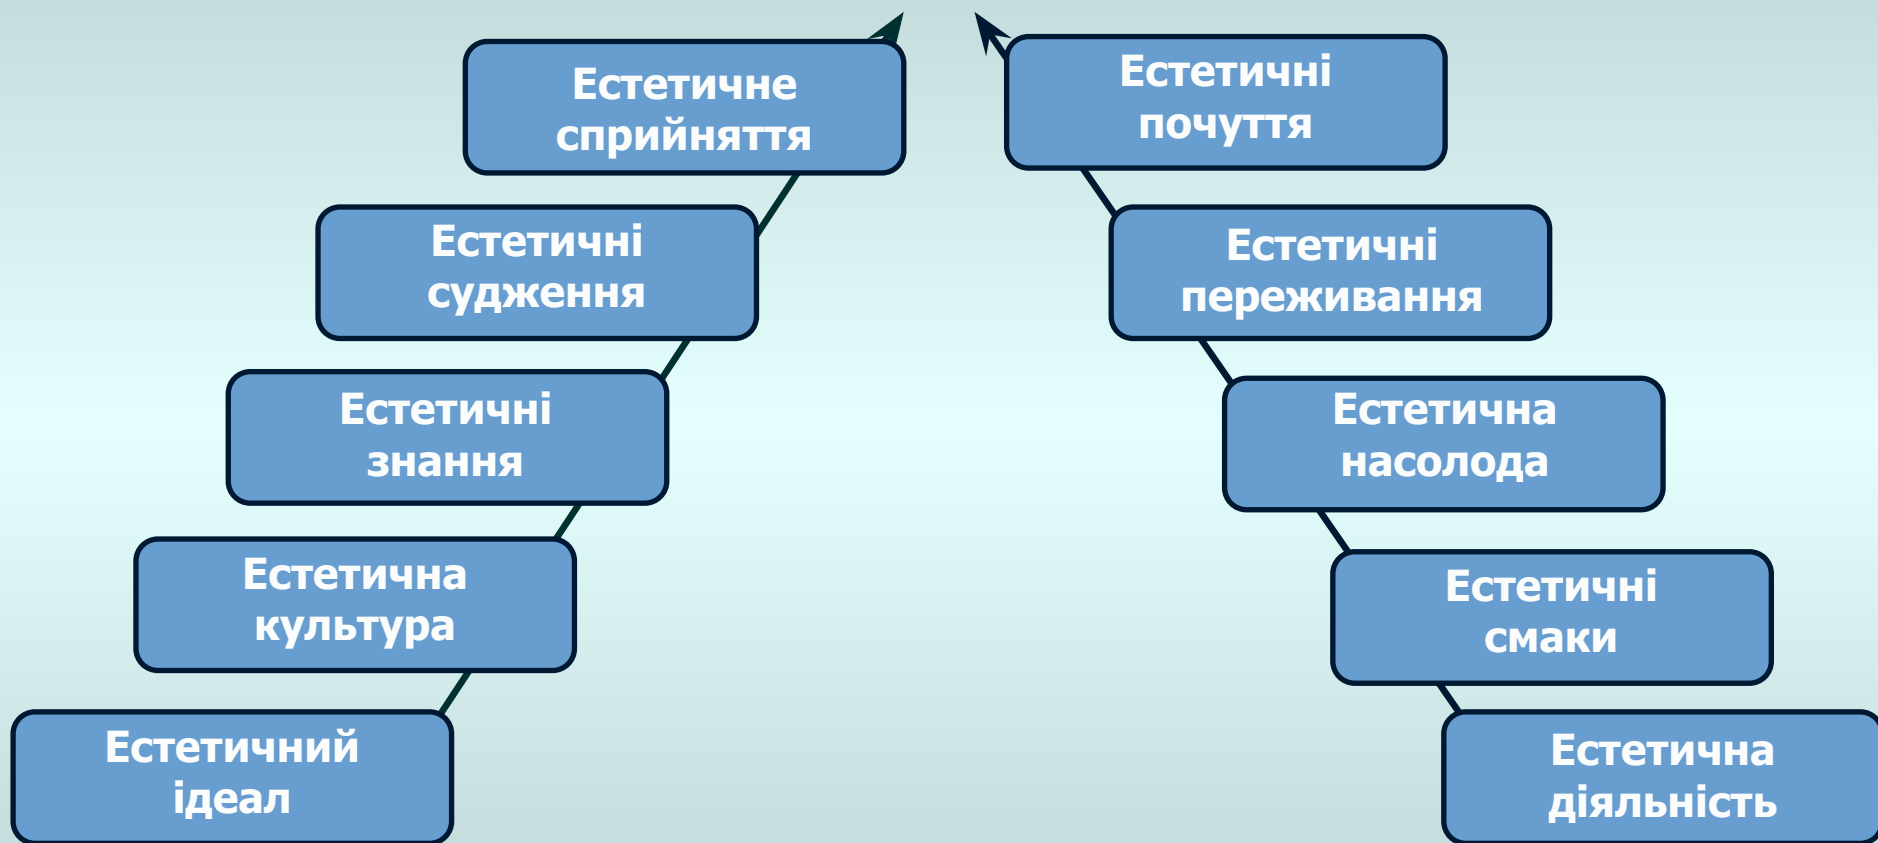 Естетичне
сприйняття
Естетичні
почуття
Естетичні
судження
Естетичні
переживання
Естетичні
знання
Естетична
насолода
Естетична
культура
Естетичні
смаки
Естетичний
ідеал
Естетична
діяльність